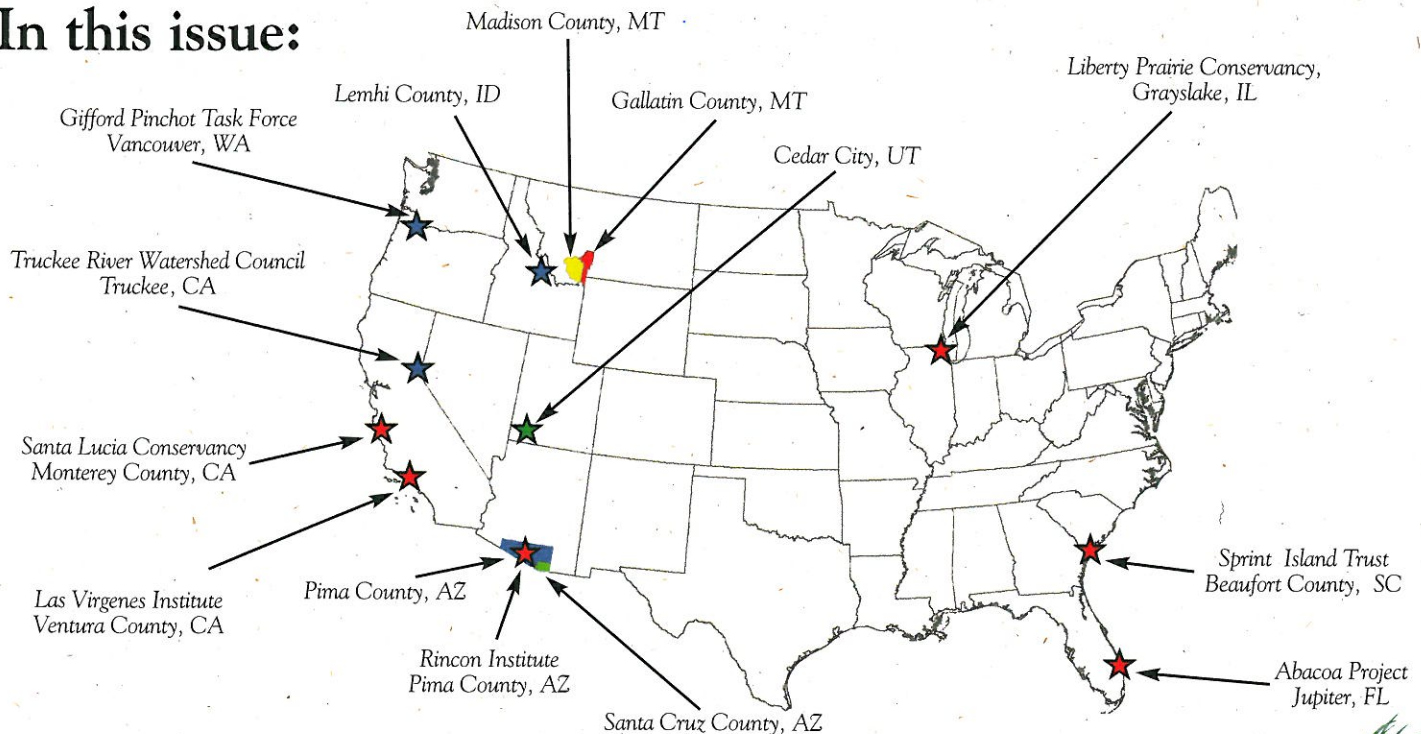 In this issue:
Madison County, MT
Lemhi County, ID
Gallatin County, MT
Liberty Prairie Conservancy,
Grayslake, IL
Gifford Pinchot Task Force
Vancouver, WA
Cedar City, UT
Truckee River Watershed Council
Truckee, CA
Santa Lucia Conservancy
Monterey County, CA
Las Virgenes Institute
Ventura County, CA
Pima County, AZ
Rincon Institute
Pima County, AZ
Santa Cruz County, AZ
Sprint Island Trust
Beaufort County, SC
Abacoa Project
Jupiter, FL